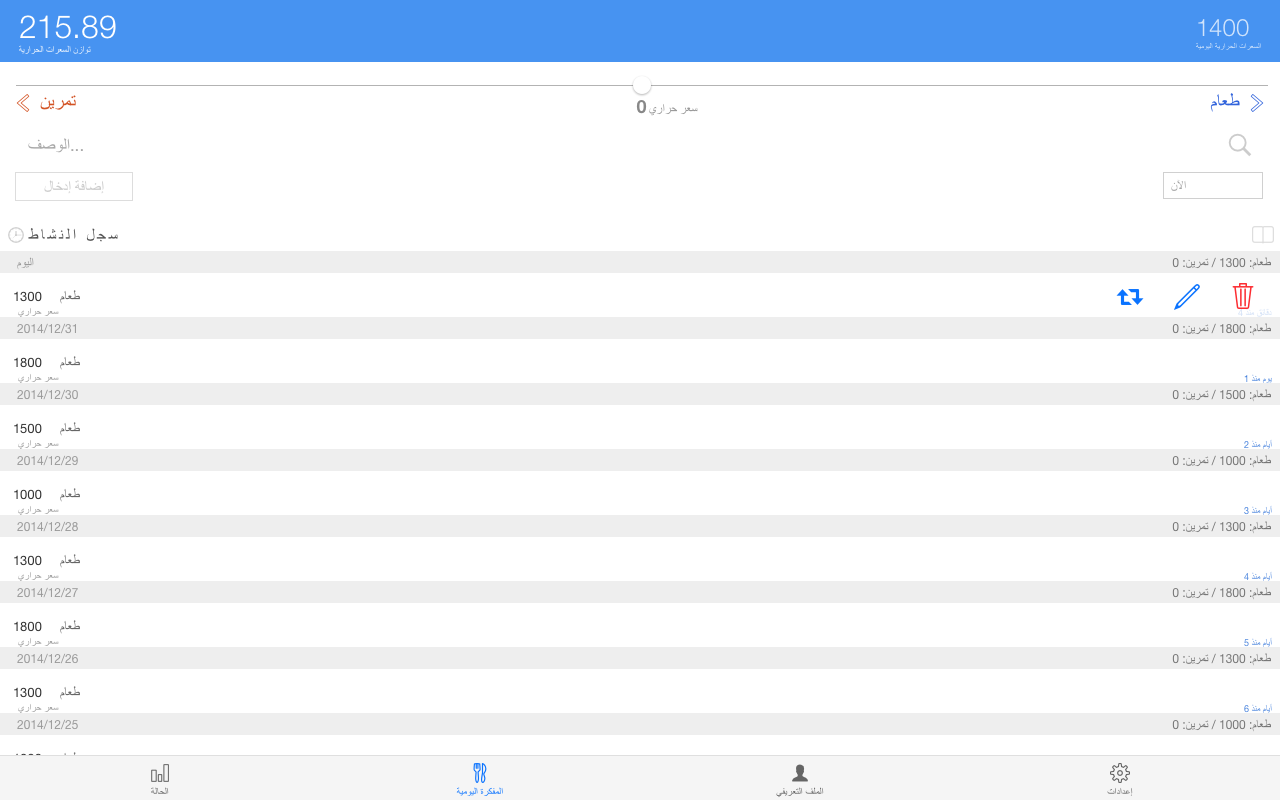 215.89
توازن السعرات الحرارية
1400
السعرات الحرارية اليومية
تمرين
0 سعر حراري
طعام
الوصف...
إضافة إدخال
الآن
سجل النشاط
اليوم
طعام: 1300 / تمرين: 0
1300 طعام
سعر حراري
2014/12/31
طعام: 1800 / تمرين: 0
1800 طعام
سعر حراري
يوم منذ 1
2014/12/30
طعام: 1500 / تمرين: 0
1500 طعام
سعر حراري
أيام منذ 2
2014/12/29
طعام: 1000 / تمرين: 0
1000 طعام
سعر حراري
أيام منذ 3
2014/12/28
طعام: 1300 / تمرين: 0
1300 طعام
سعر حراري
أيام منذ 4
2014/12/27
طعام: 1800 / تمرين: 0
1800 طعام
سعر حراري
أيام منذ 5
2014/12/26
طعام: 1300 / تمرين: 0
1300 طعام
سعر حراري
أيام منذ 6
2014/12/25
طعام: 1000 / تمرين: 0
الحالة
المفكرة اليومية
الملف التعريفي
إعدادات